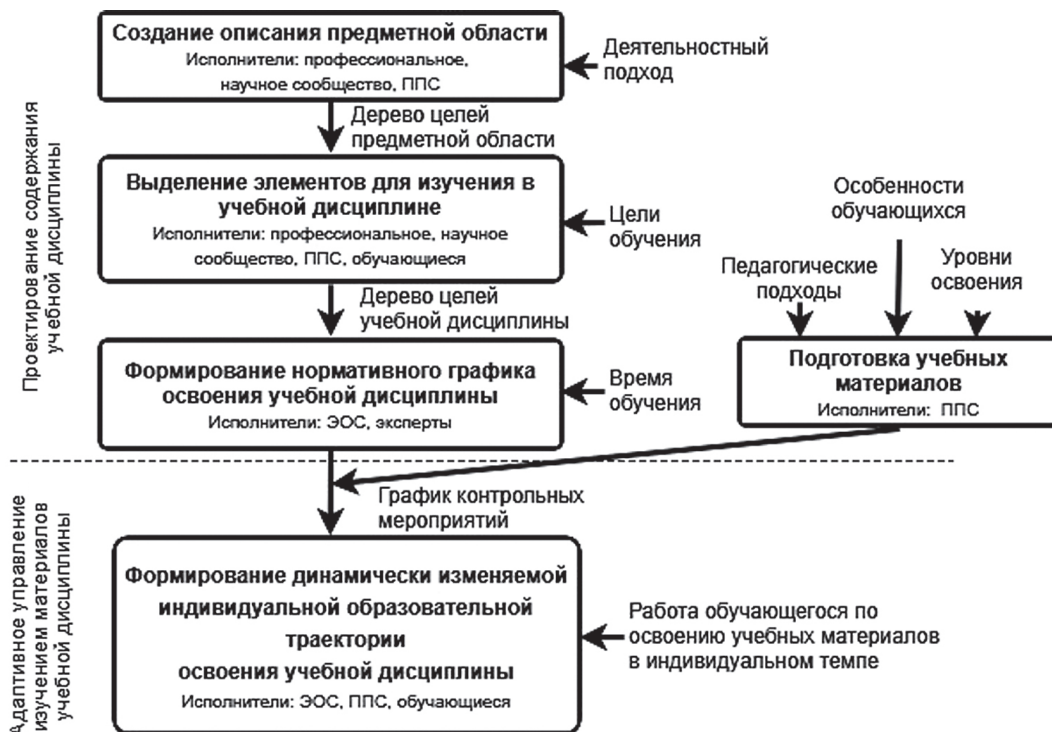 Создание описания предметной области
Исполнители: профессиональное,
научное сообщество, ППС
Деятельностный
подход
Дерево целей
предметной области
Выделение элементов для изучения в
учебной дисциплине
Исполнители: профессиональное, научное
сообщество, ППС, обучающиеся
Цели
обучения
Особенности
обучающихся
Педагогические
подходы
Уровни
освоения
Дерево целей
учебной дисциплины
Формирование нормативного графика
освоения учебной дисциплины
Исполнители: ЭОС, эксперты
Время
обучения
Подготовка учебных
материалов
Исполнители: ППС
Проектирование содержания
учебной дисциплины
График контрольных
мероприятий
Формирование динамически изменяемой
индивидуальной образовательной
траектории
освоения учебной дисциплины
Исполнители: ЭОС, ППС, обучающиеся
Работа обучающегося по
освоению учебных материалов
в индивидуальном темпе
Адаптивное управление
изучением материалов
учебной дисциплины